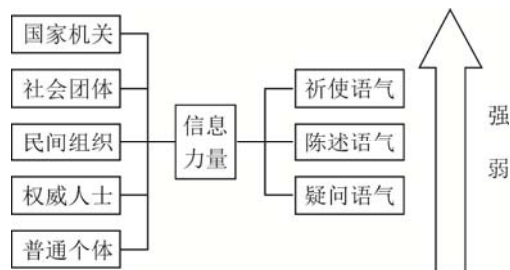 国家机关
社会团体
民间组织
权威人士
普通个体
信息
力量
祈使语气
陈述语气
疑问语气
强
弱